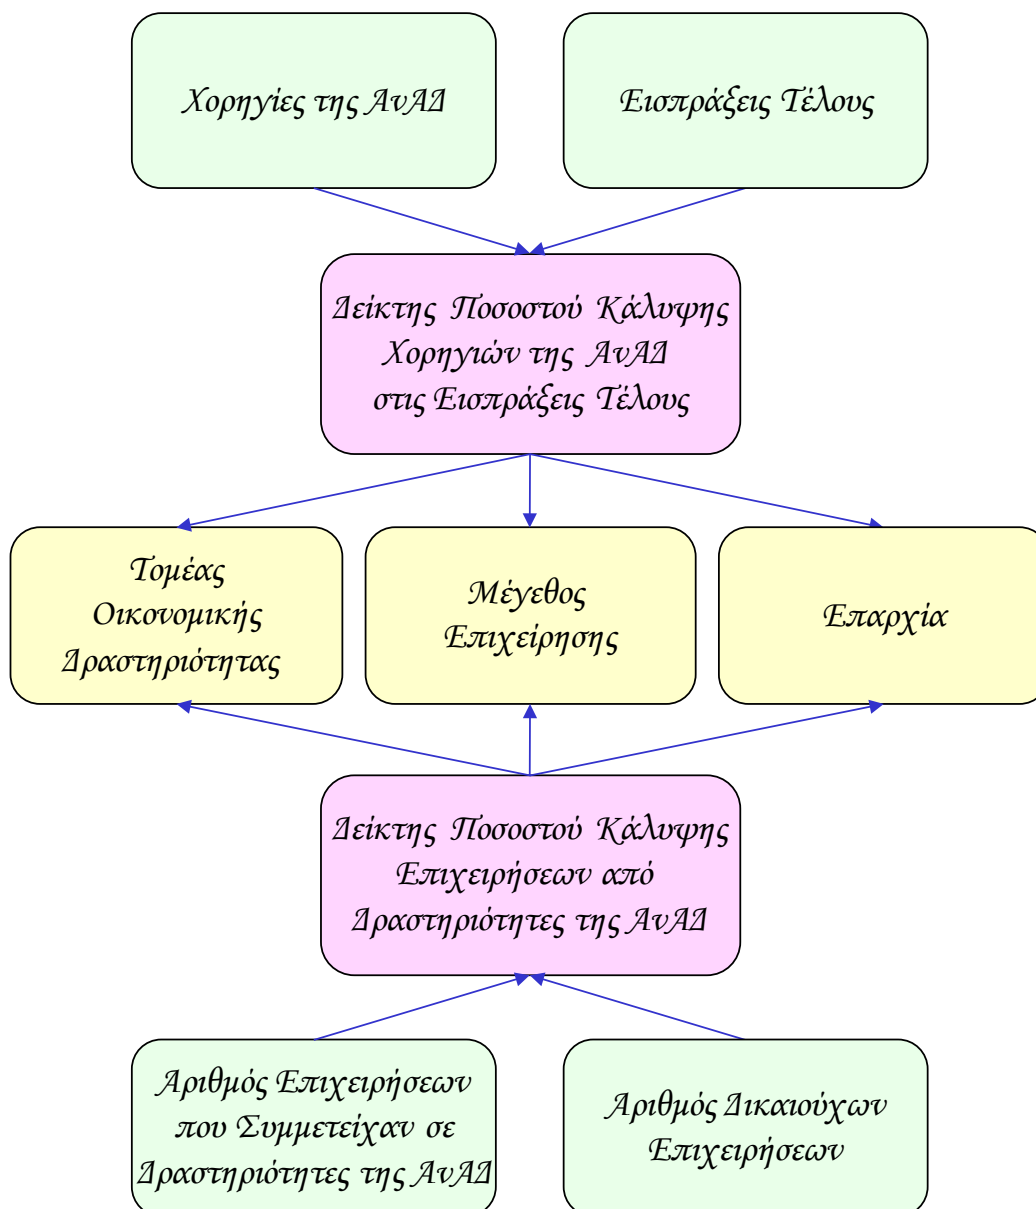 Χορηγίες της ΑνΑΔ
Εισπράξεις Τέλους
Δείκτης Ποσοστού Κάλυψης
Χορηγιών της ΑνΑΔ
στις Εισπράξεις Τέλους
Τομέας
Οικονομικής
Δραστηριότητας
Μέγεθος
Επιχείρησης
Επαρχία
Δείκτης Ποσοστού Κάλυψης
Επιχειρήσεων από
Δραστηριότητες της ΑνΑΔ
Αριθμός Επιχειρήσεων
που Συμμετείχαν σε
Δραστηριότητες της ΑνΑΔ
Αριθμός Δικαιούχων
Επιχειρήσεων